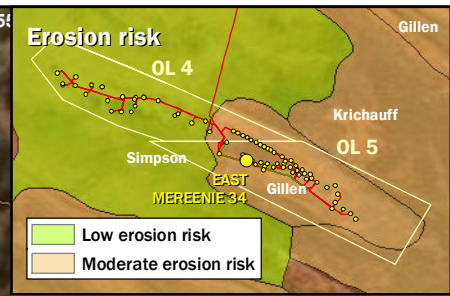 55
Erosion risk
Gillen
OL 4
Krichauff
OL 5
Simpson
EAST
MEREENIE 34
Gillen
Low erosion risk
Moderate erosion risk